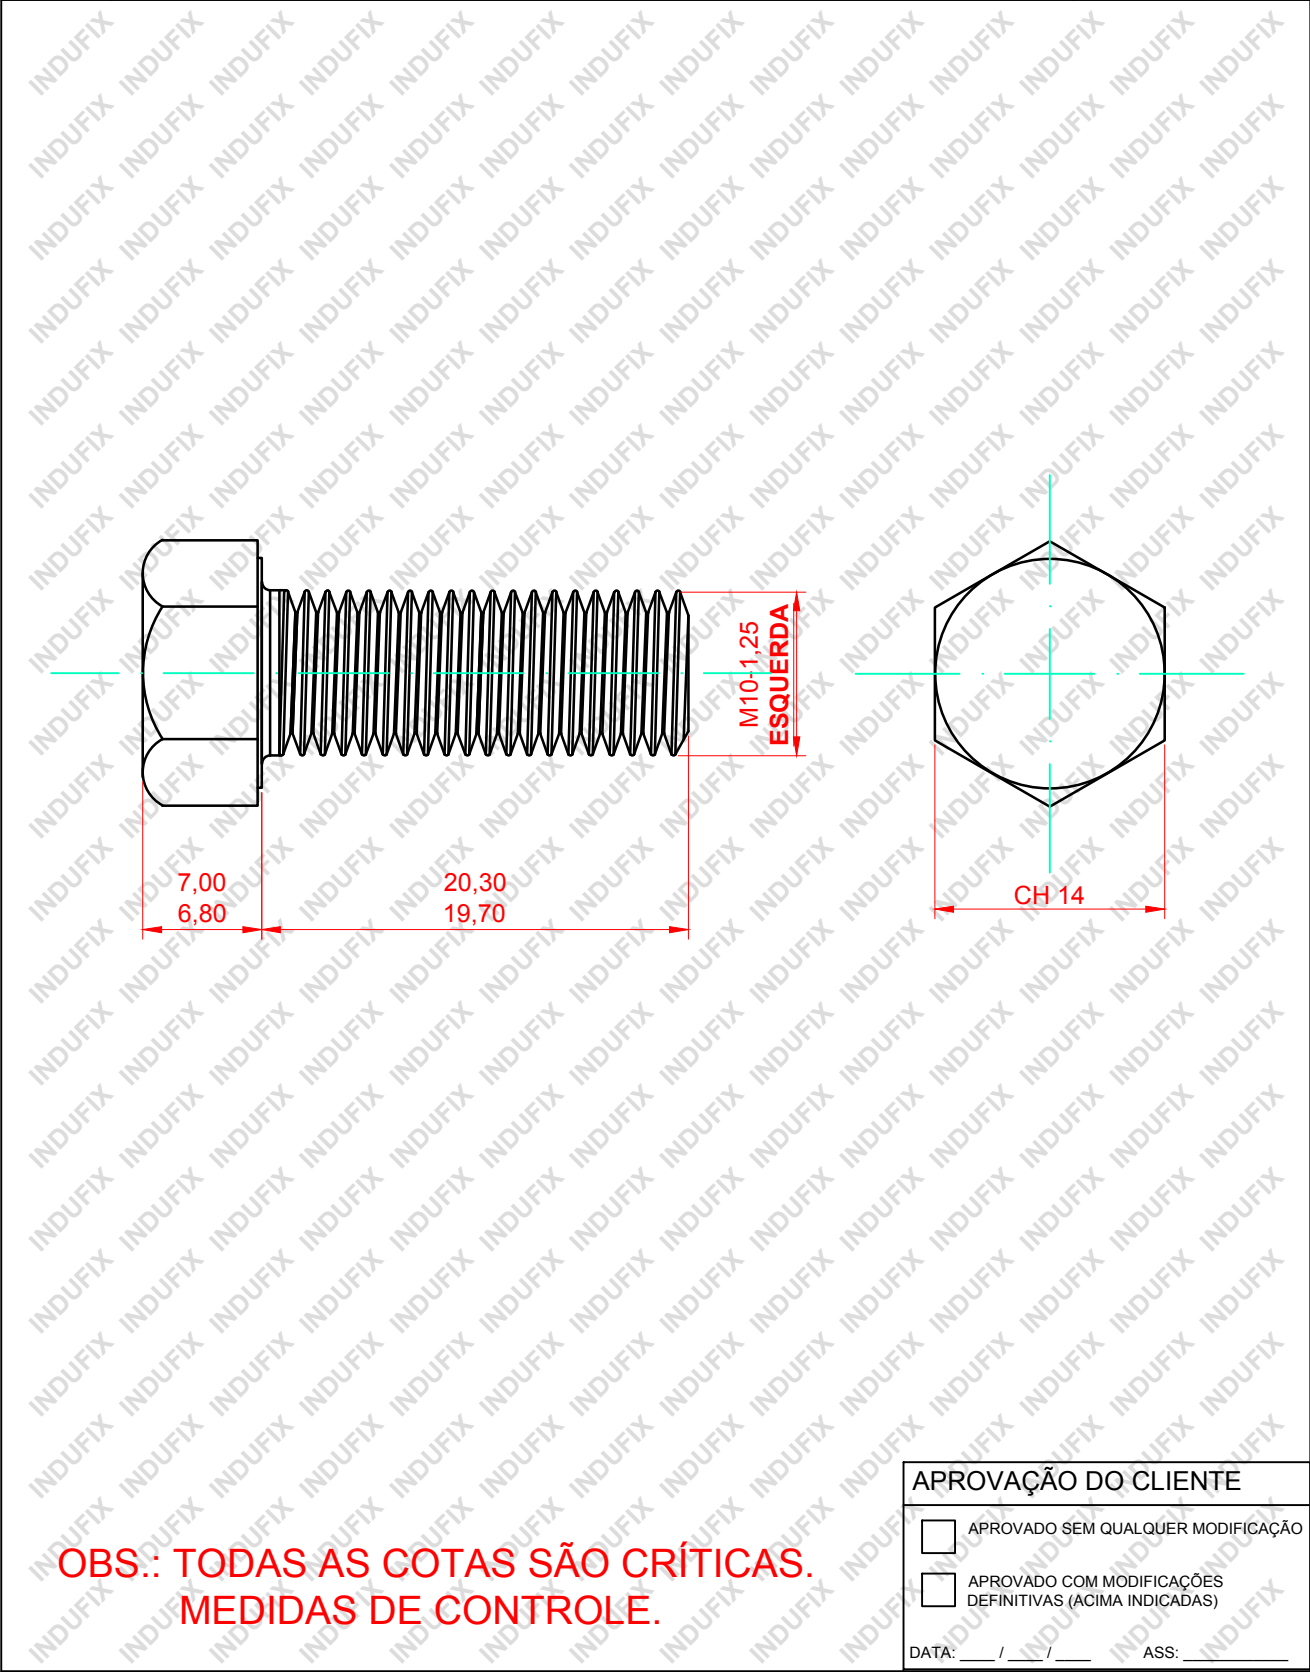 M10-1,25
ESQUERDA
7,00
6,80
20,30
19,70
CH 14
OBS.: TODAS AS COTAS SÃO CRÍTICAS.
MEDIDAS DE CONTROLE.
APROVAÇÃO DO CLIENTE
APROVADO SEM QUALQUER MODIFICAÇÃO
APROVADO COM MODIFICAÇÕES
DEFINITIVAS (ACIMA INDICADAS)
DATA: ____ / ____ / ____ ASS: ____________
INDUFIX